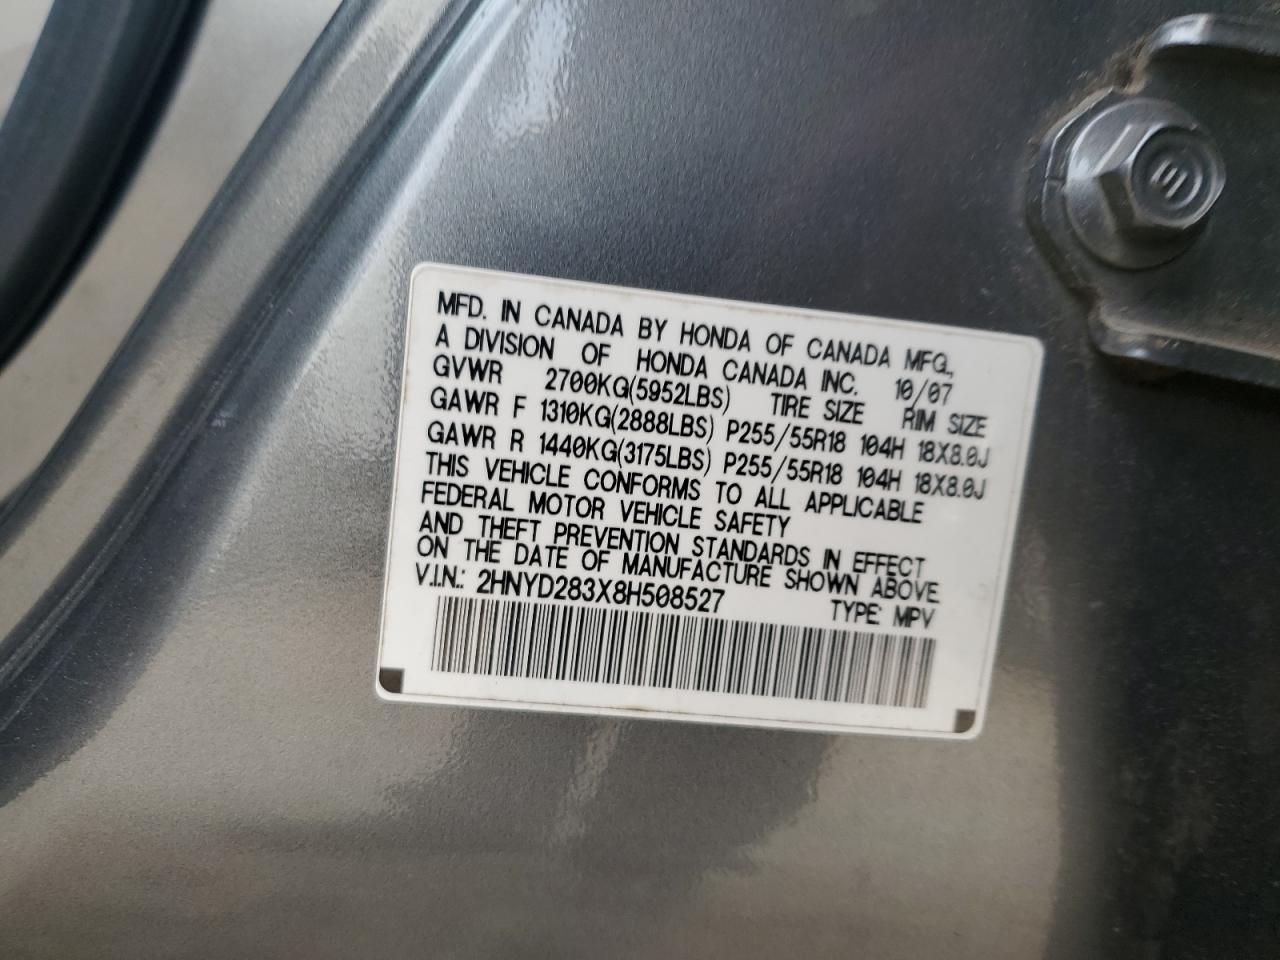 MFD. IN CANADA BY HONDA OF CANADA MFG.,
A DIVISION OF HONDA CANADA INC. 10/07
GVWR 2700KG(5952LBS) TIRE SIZE RIM SIZE
GAWR F 1310KG(2888LBS) P255/55R18 104H 18X8.0J
GAWR R 1440KG(3175LBS) P255/55R18 104H 18X8.0J
THIS VEHICLE CONFORMS TO ALL APPLICABLE
FEDERAL MOTOR VEHICLE SAFETY
AND THEFT PREVENTION STANDARDS IN EFFECT
ON THE DATE OF MANUFACTURE SHOWN ABOVE.
V.I.N.: 2HNYD283X8H508527 TYPE: MPV